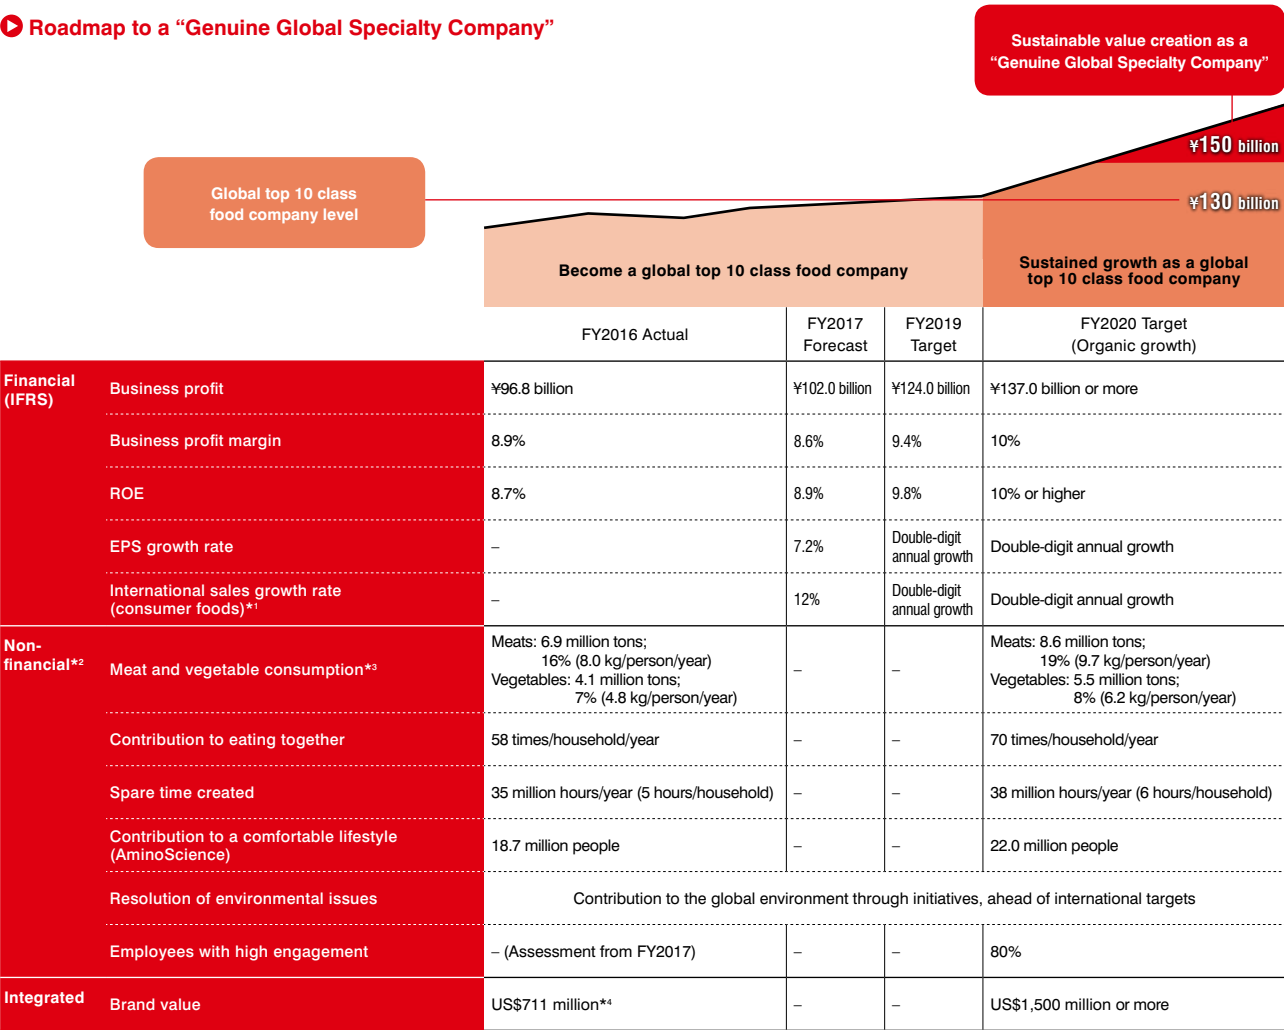 Roadmap to a “Genuine Global Specialty Company”
Sustainable value creation as a
“Genuine Global Specialty Company”
¥150 billion
Global top 10 class
food company level
¥130 billion
Become a global top 10 class food company
Sustained growth as a global
top 10 class food company
FY2016 Actual
FY2017
Forecast
FY2019
Target
FY2020 Target
(Organic growth)
Financial
(IFRS)
Business profit
¥96.8 billion
¥102.0 billion
¥124.0 billion
¥137.0 billion or more
Business profit margin
8.9%
8.6%
9.4%
10%
ROE
8.7%
8.9%
9.8%
10% or higher
EPS growth rate
–
7.2%
Double-digit
annual growth
Double-digit annual growth
International sales growth rate
(consumer foods)*1
–
12%
Double-digit
annual growth
Double-digit annual growth
Non-
financial*2
Meat and vegetable consumption*3
Meats: 6.9 million tons;
16% (8.0 kg/person/year)
Vegetables: 4.1 million tons;
7% (4.8 kg/person/year)
–
–
Meats: 8.6 million tons;
19% (9.7 kg/person/year)
Vegetables: 5.5 million tons;
8% (6.2 kg/person/year)
Contribution to eating together
58 times/household/year
–
–
70 times/household/year
Spare time created
35 million hours/year (5 hours/household)
–
–
38 million hours/year (6 hours/household)
Contribution to a comfortable lifestyle
(AminoScience)
18.7 million people
–
–
22.0 million people
Resolution of environmental issues
Contribution to the global environment through initiatives, ahead of international targets
Employees with high engagement
– (Assessment from FY2017)
–
–
80%
Integrated
Brand value
US$711 million*4
–
–
US$1,500 million or more